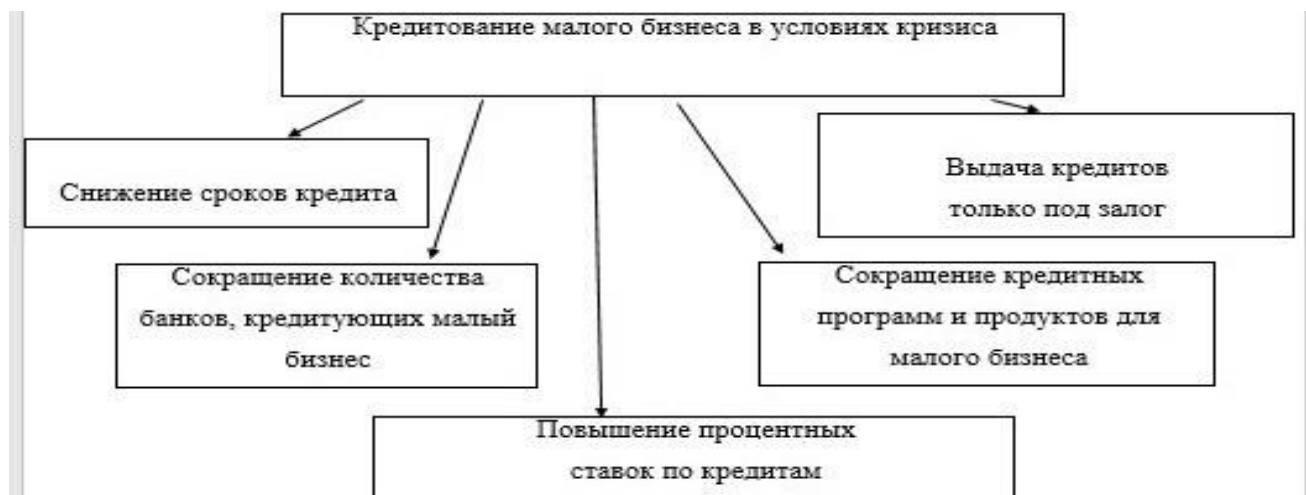 Кредитование малого бизнеса в условиях кризиса
Снижение сроков кредита
Выдача кредитов
только под залог
Сокращение количества
банков, кредитующих малый
бизнес
Сокращение кредитных
программ и продуктов для
малого бизнеса
Повышение процентных
ставок по кредитам